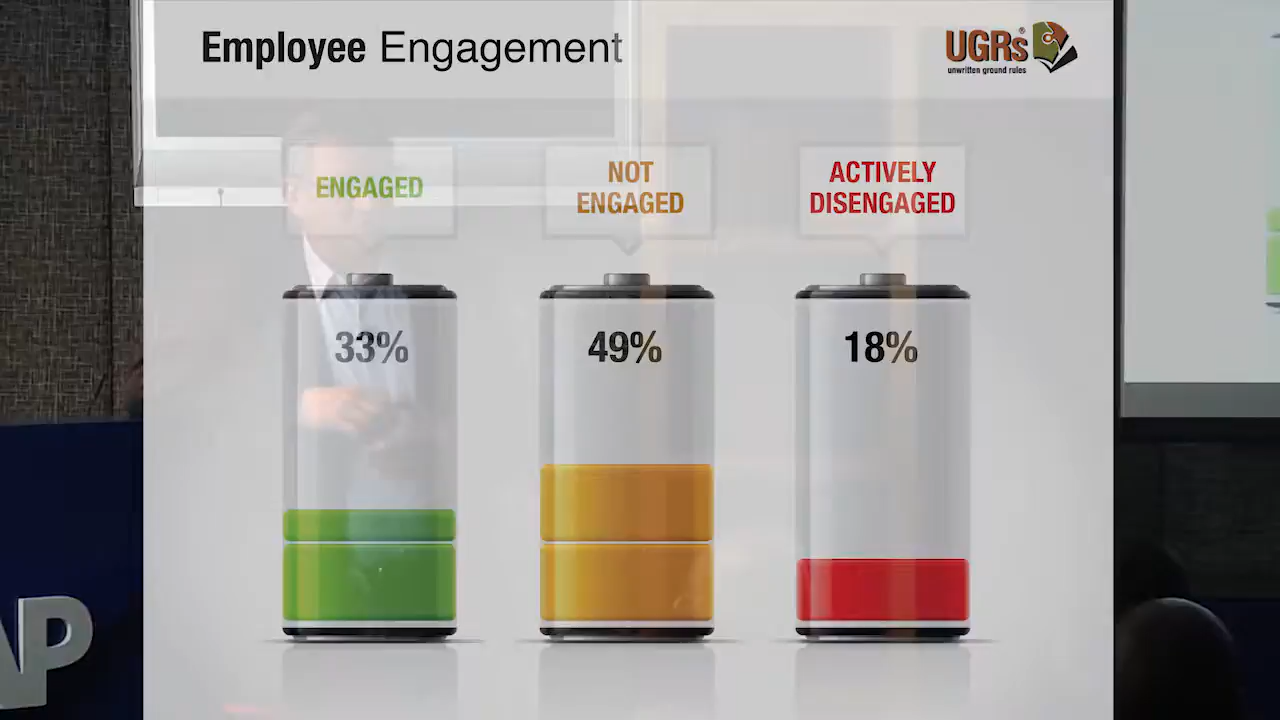 Employee Engagement
UGRs®
unwritten ground rules
ENGAGED
NOT
ENGAGED
ACTIVELY
DISENGAGED
33%
49%
18%
AP